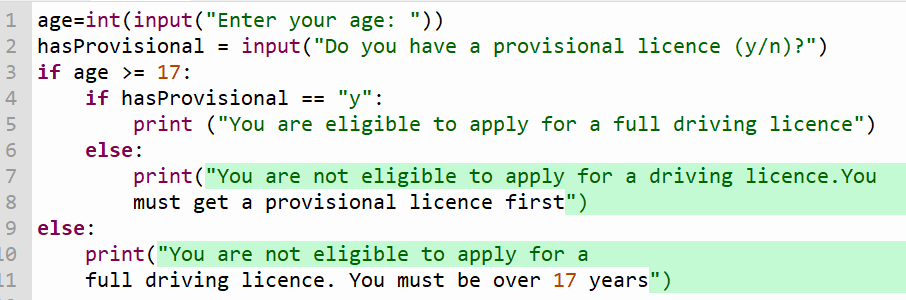 1 age=int(input("Enter your age: "))
2 hasProvisional = input("Do you have a provisional licence (y/n)?")
3 if age >= 17:
4     if hasProvisional == "y":
5         print ("You are eligible to apply for a full driving licence")
6     else:
7         print("You are not eligible to apply for a driving licence.You
8         must get a provisional licence first")
9 else:
10     print("You are not eligible to apply for a
11     full driving licence. You must be over 17 years")